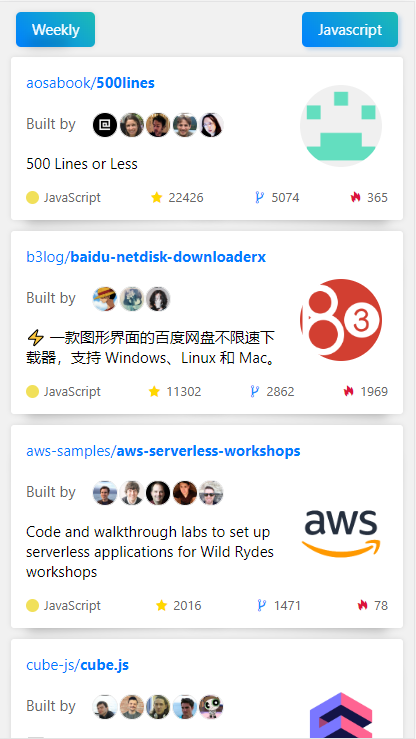 Weekly Javascript
aosabook/500lines
Built by
500 Lines or Less
JavaScript 22426 5074 365
b3log/baidu-netdisk-downloaderx
Built by
B3
⚡ 一款图形界面的百度网盘不限速下
载器，支持 Windows、Linux 和 Mac。
JavaScript 11302 2862 1969
aws-samples/aws-serverless-workshops
Built by
aws
Code and walkthrough labs to set up
serverless applications for Wild Rydes
workshops
JavaScript 2016 1471 78
cube-js/cube.js
Built by